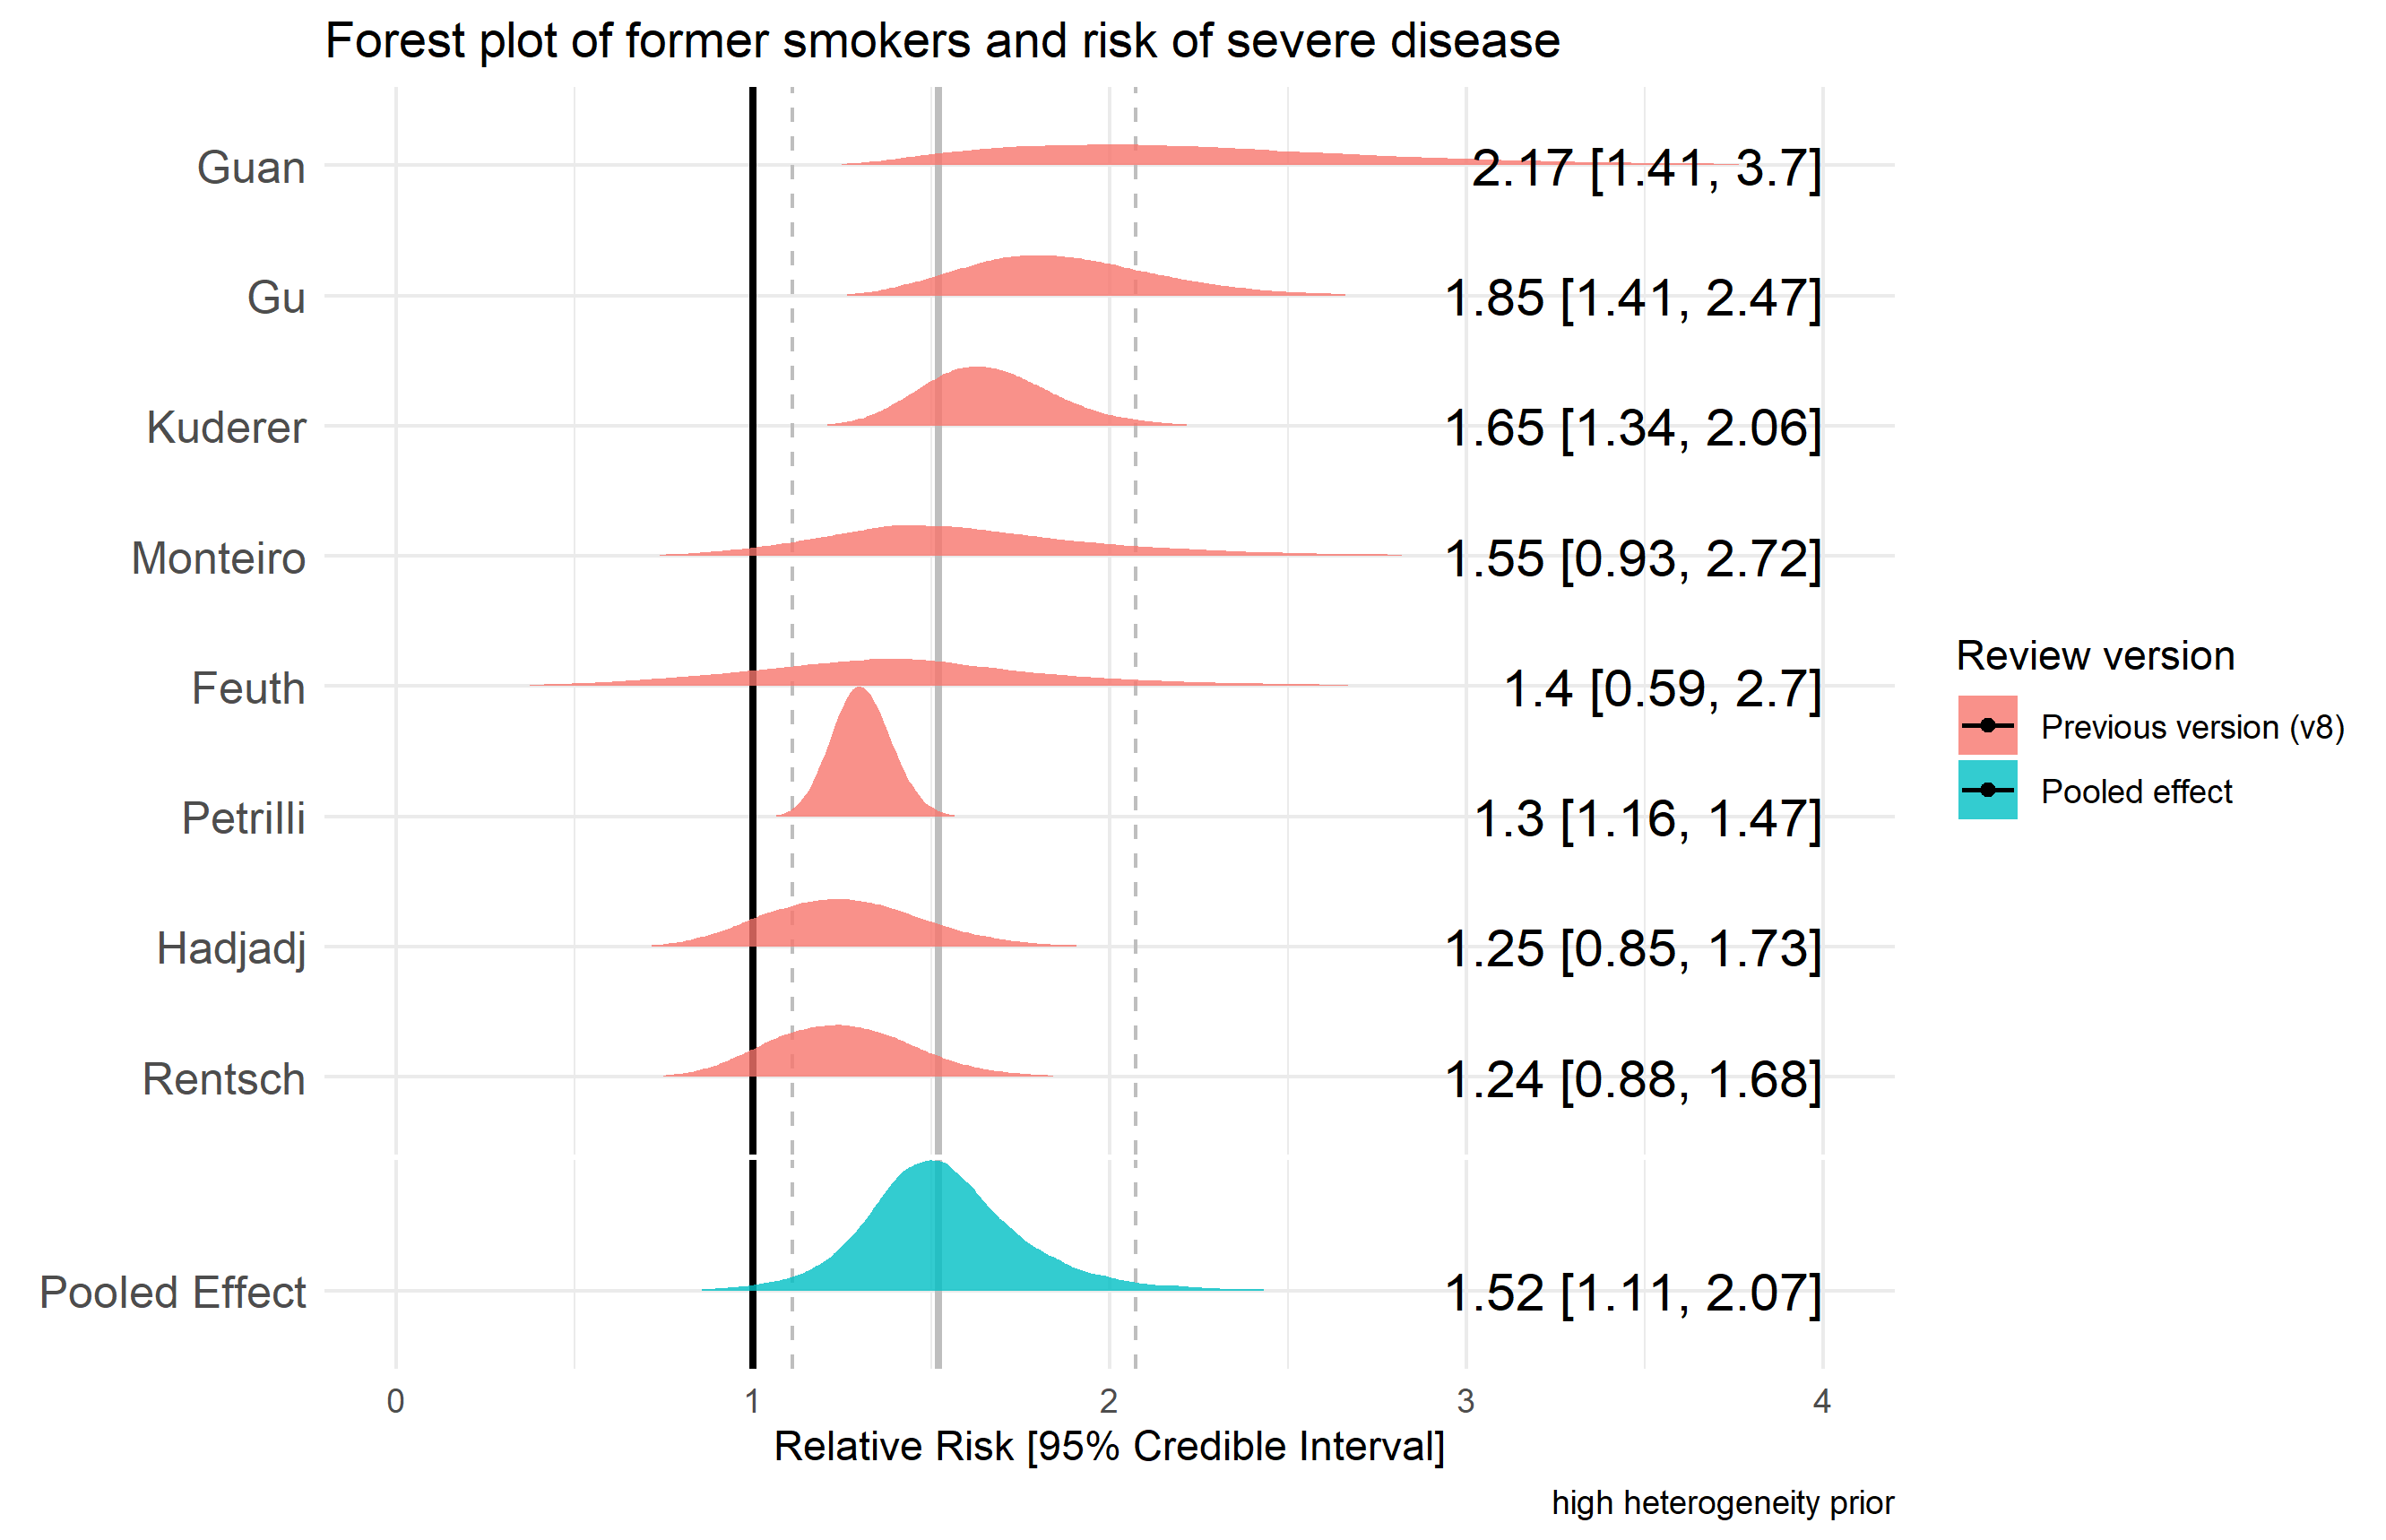 Forest plot of former smokers and risk of severe disease
Guan 2.17 [1.41, 3.7]
Gu 1.85 [1.41, 2.47]
Kuderer 1.65 [1.34, 2.06]
Monteiro 1.55 [0.93, 2.72]
Feuth 1.4 [0.59, 2.7]
Petrilli 1.3 [1.16, 1.47]
Hadjadj 1.25 [0.85, 1.73]
Rentsch 1.24 [0.88, 1.68]
Pooled Effect 1.52 [1.11, 2.07]
0 1 2 3 4
Relative Risk [95% Credible Interval]
high heterogeneity prior
Review version
Previous version (v8)
Pooled effect